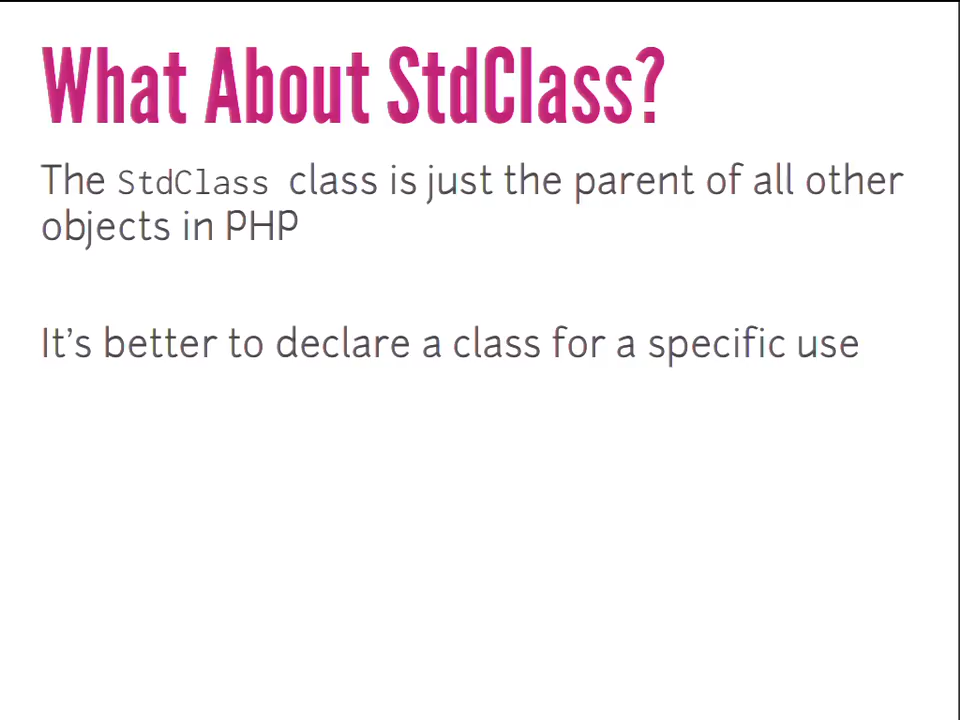 What About StdClass?
The StdClass class is just the parent of all other
objects in PHP
It's better to declare a class for a specific use